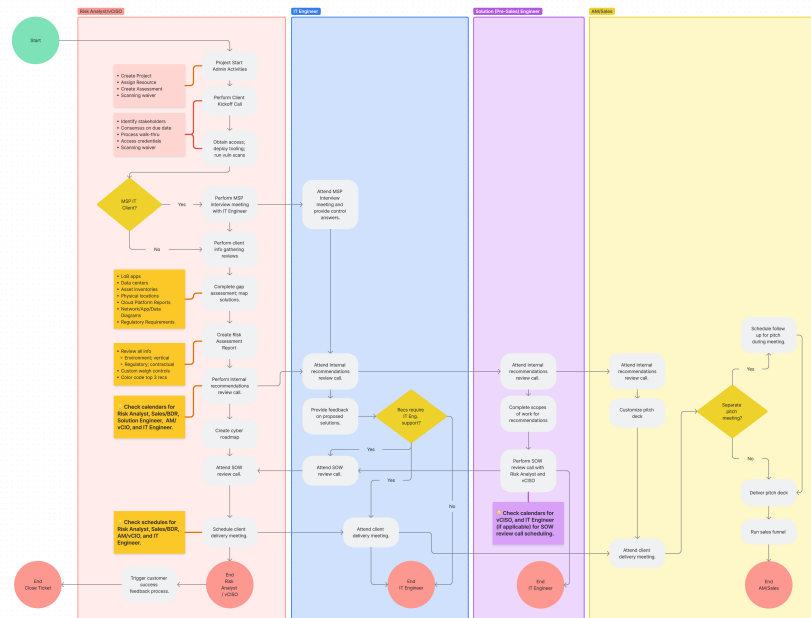 Risk Analyst/vCISO
IT Engineer
Solution (Pre-Sales) Engineer
AM/Sales
Start
Project Start
Admin Activities
• Create Project
• Assign Resource
• Create Assessment
• Scanning waiver
Perform Client
Kickoff Call
• Identify stakeholders
• Consensus on due date
• Process walk-thru
• Access credentials
• Scanning waiver
Obtain access;
deploy tooling;
run vuln scans
MSP IT
Client?
Yes
No
Perform MSP
interview meeting
with IT Engineer
Attend MSP
Interview
meeting and
provide control
answers.
Perform client
info gathering
reviews
• LoB apps
• Data centers
• Asset Inventories
• Physical locations
• Cloud Platform Reports
• Network/App/Data
Diagrams
• Regulatory Requirements
Complete gap
assessment; map
solutions.
Create Risk
Assessment
Report
• Review all info
◦ Environment; vertical
◦ Regulatory; contractual
• Custom weigh controls
• Color code top 3 recs
Perform internal
recommendations
review call.
Check calendars for
Risk Analyst, Sales/BDR,
Solution Engineer, AM/
vCIO, and IT Engineer.
Create cyber
roadmap
Attend SOW
review call.
Check schedules for
Risk Analyst, Sales/BDR,
AM/vCIO, and IT
Engineer.
Schedule client
delivery meeting.
End
Risk
Analyst
/ vCISO
Trigger customer
success
feedback process.
End
Close Ticket
Attend Internal
recommendations
review call.
Provide feedback
on proposed
solutions.
Recs require
IT Eng.
support?
Yes
Yes
No
Attend SOW
review call.
Attend client
delivery meeting.
End
IT Engineer
Attend Internal
recommendations
review call.
Complete scopes
of work for
recommendations
Perform SOW
review call with
Risk Analyst and
vCISO
Check calendars for
vCISO, and IT Engineer
(if applicable) for SOW
review call scheduling.
End
IT Engineer
Attend Internal
recommendations
review call.
Customize pitch
deck
Attend client
delivery meeting.
Separate
pitch
meeting?
Yes
No
Schedule follow
up for pitch
during meeting.
Deliver pitch deck
Run sales funnel
End
AM/Sales